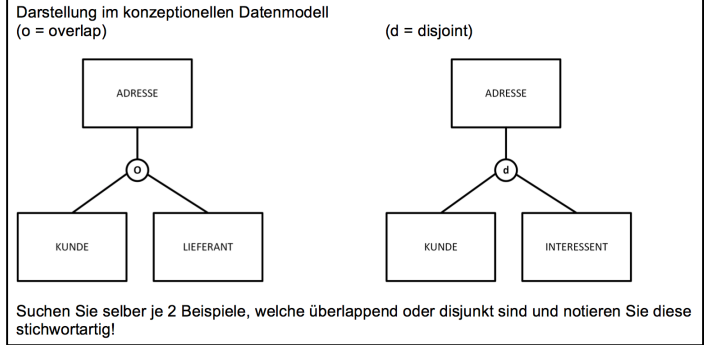 Darstellung im konzeptionellen Datenmodell
(o = overlap) (d = disjoint)
ADRESSE ADRESSE
O d
KUNDE LIEFERANT KUNDE INTERESSENT
Suchen Sie selber je 2 Beispiele, welche überlappend oder disjunkt sind und notieren Sie diese
stichwortartig!